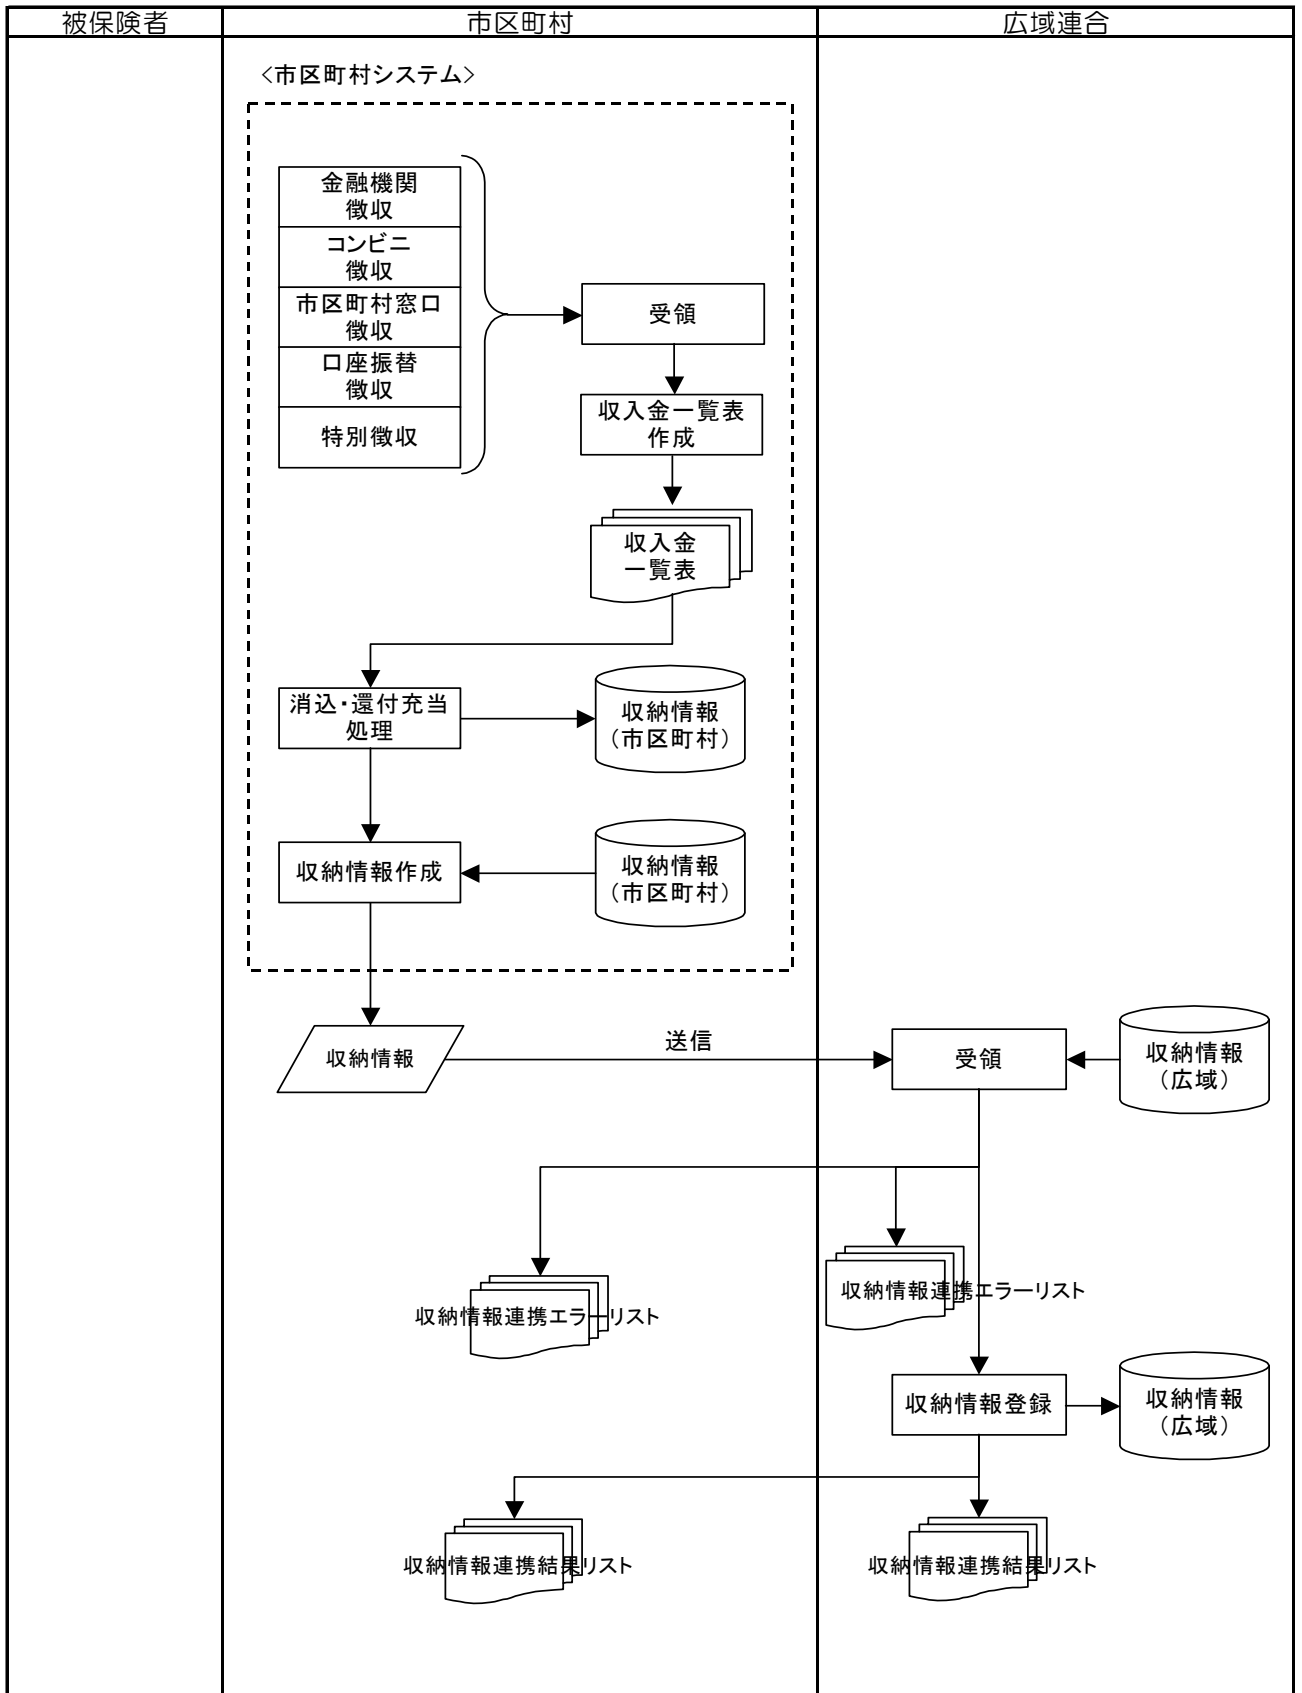 被保険者
市区町村
広域連合
<市区町村システム>
金融機関
徴収
コンビニ
徴収
市区町村窓口
徴収
口座振替
徴収
特別徴収
受領
収入金一覧表
作成
収入金
一覧表
消込・還付充当
処理
収納情報
(市区町村)
収納情報作成
収納情報
(市区町村)
収納情報
送信
受領
収納情報
(広域)
収納情報連携エラーリスト
収納情報連携エラーリスト
収納情報登録
収納情報
(広域)
収納情報連携結果リスト
収納情報連携結果リスト